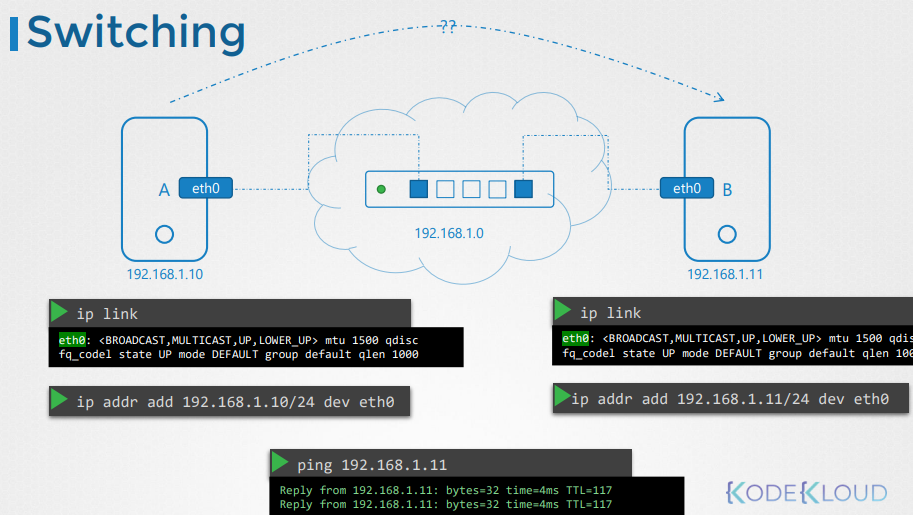 Switching
??
A
eth0
eth0
B
192.168.1.0
192.168.1.10
192.168.1.11
ip link
eth0: <BROADCAST,MULTICAST,UP,LOWER_UP> mtu 1500 qdisc
fq_codel state UP mode DEFAULT group default qlen 1000
ip link
eth0: <BROADCAST,MULTICAST,UP,LOWER_UP> mtu 1500 qdisc
fq_codel state UP mode DEFAULT group default qlen 100
ip addr add 192.168.1.10/24 dev eth0
ip addr add 192.168.1.11/24 dev eth0
ping 192.168.1.11
Reply from 192.168.1.11: bytes=32 time=4ms TTL=117
Reply from 192.168.1.11: bytes=32 time=4ms TTL=117
KODEKLOUD